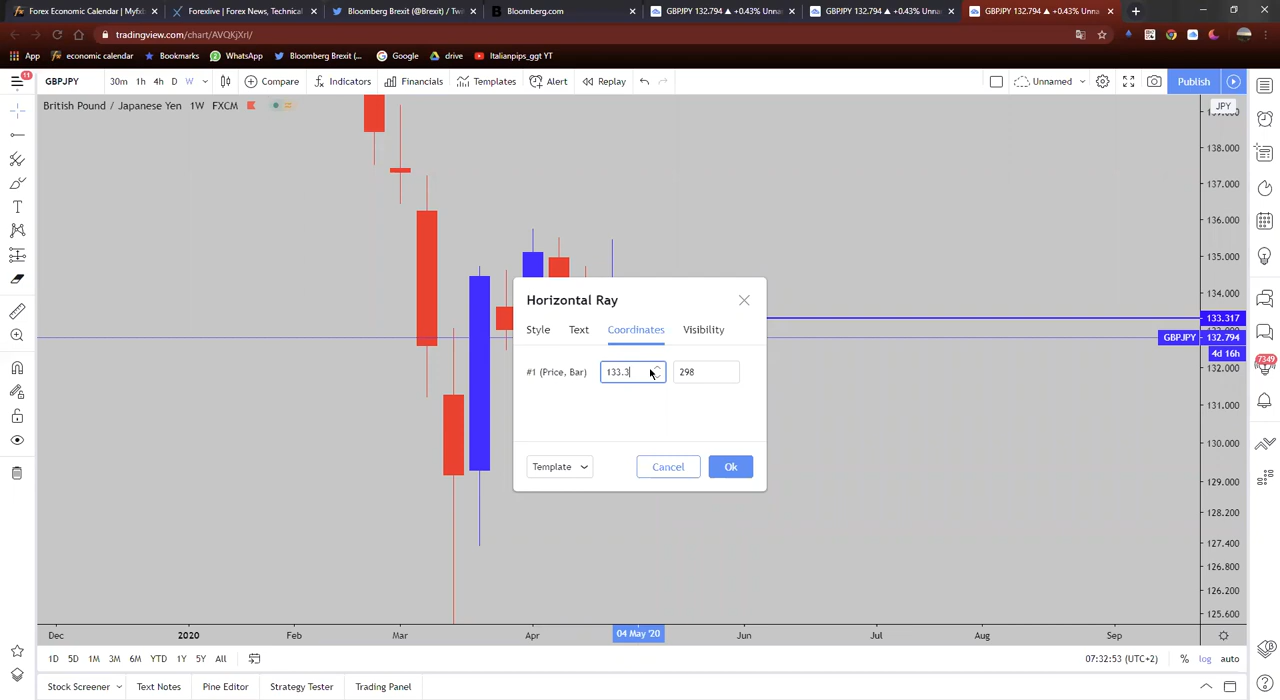 Forex Economic Calendar | Myfx
Forexlive | Forex News, Technical
Bloomberg Brexit (@Brexit) / Twi
Bloomberg.com
GBPJPY 132.794 ▲ +0.43% Unna
GBPJPY 132.794 ▲ +0.43% Unna
GBPJPY 132.794 ▲ +0.43% Unna
tradingview.com/chart/AVQKjXrl/
App economic calendar Bookmarks WhatsApp Bloomberg Brexit (... Google drive Italianpips_ggt YT
11
GBPJPY 30m 1h 4h D W Compare Indicators Financials Templates Alert Replay Unnamed Publish
British Pound / Japanese Yen 1W FXCM
JPY
138.000
137.000
136.000
135.000
134.000
133.317
GBPJPY 132.794
4d 16h
132.000
131.000
130.000
129.000
128.200
127.400
126.800
126.200
125.600
Horizontal Ray
Style Text Coordinates Visibility
#1 (Price, Bar) 133.3 298
Template Cancel Ok
7349
Dec 2020 Feb Mar Apr 04 May '20 Jun Jul Aug Sep
1D 5D 1M 3M 6M YTD 1Y 5Y All 07:32:53 (UTC+2) % log auto
Stock Screener Text Notes Pine Editor Strategy Tester Trading Panel